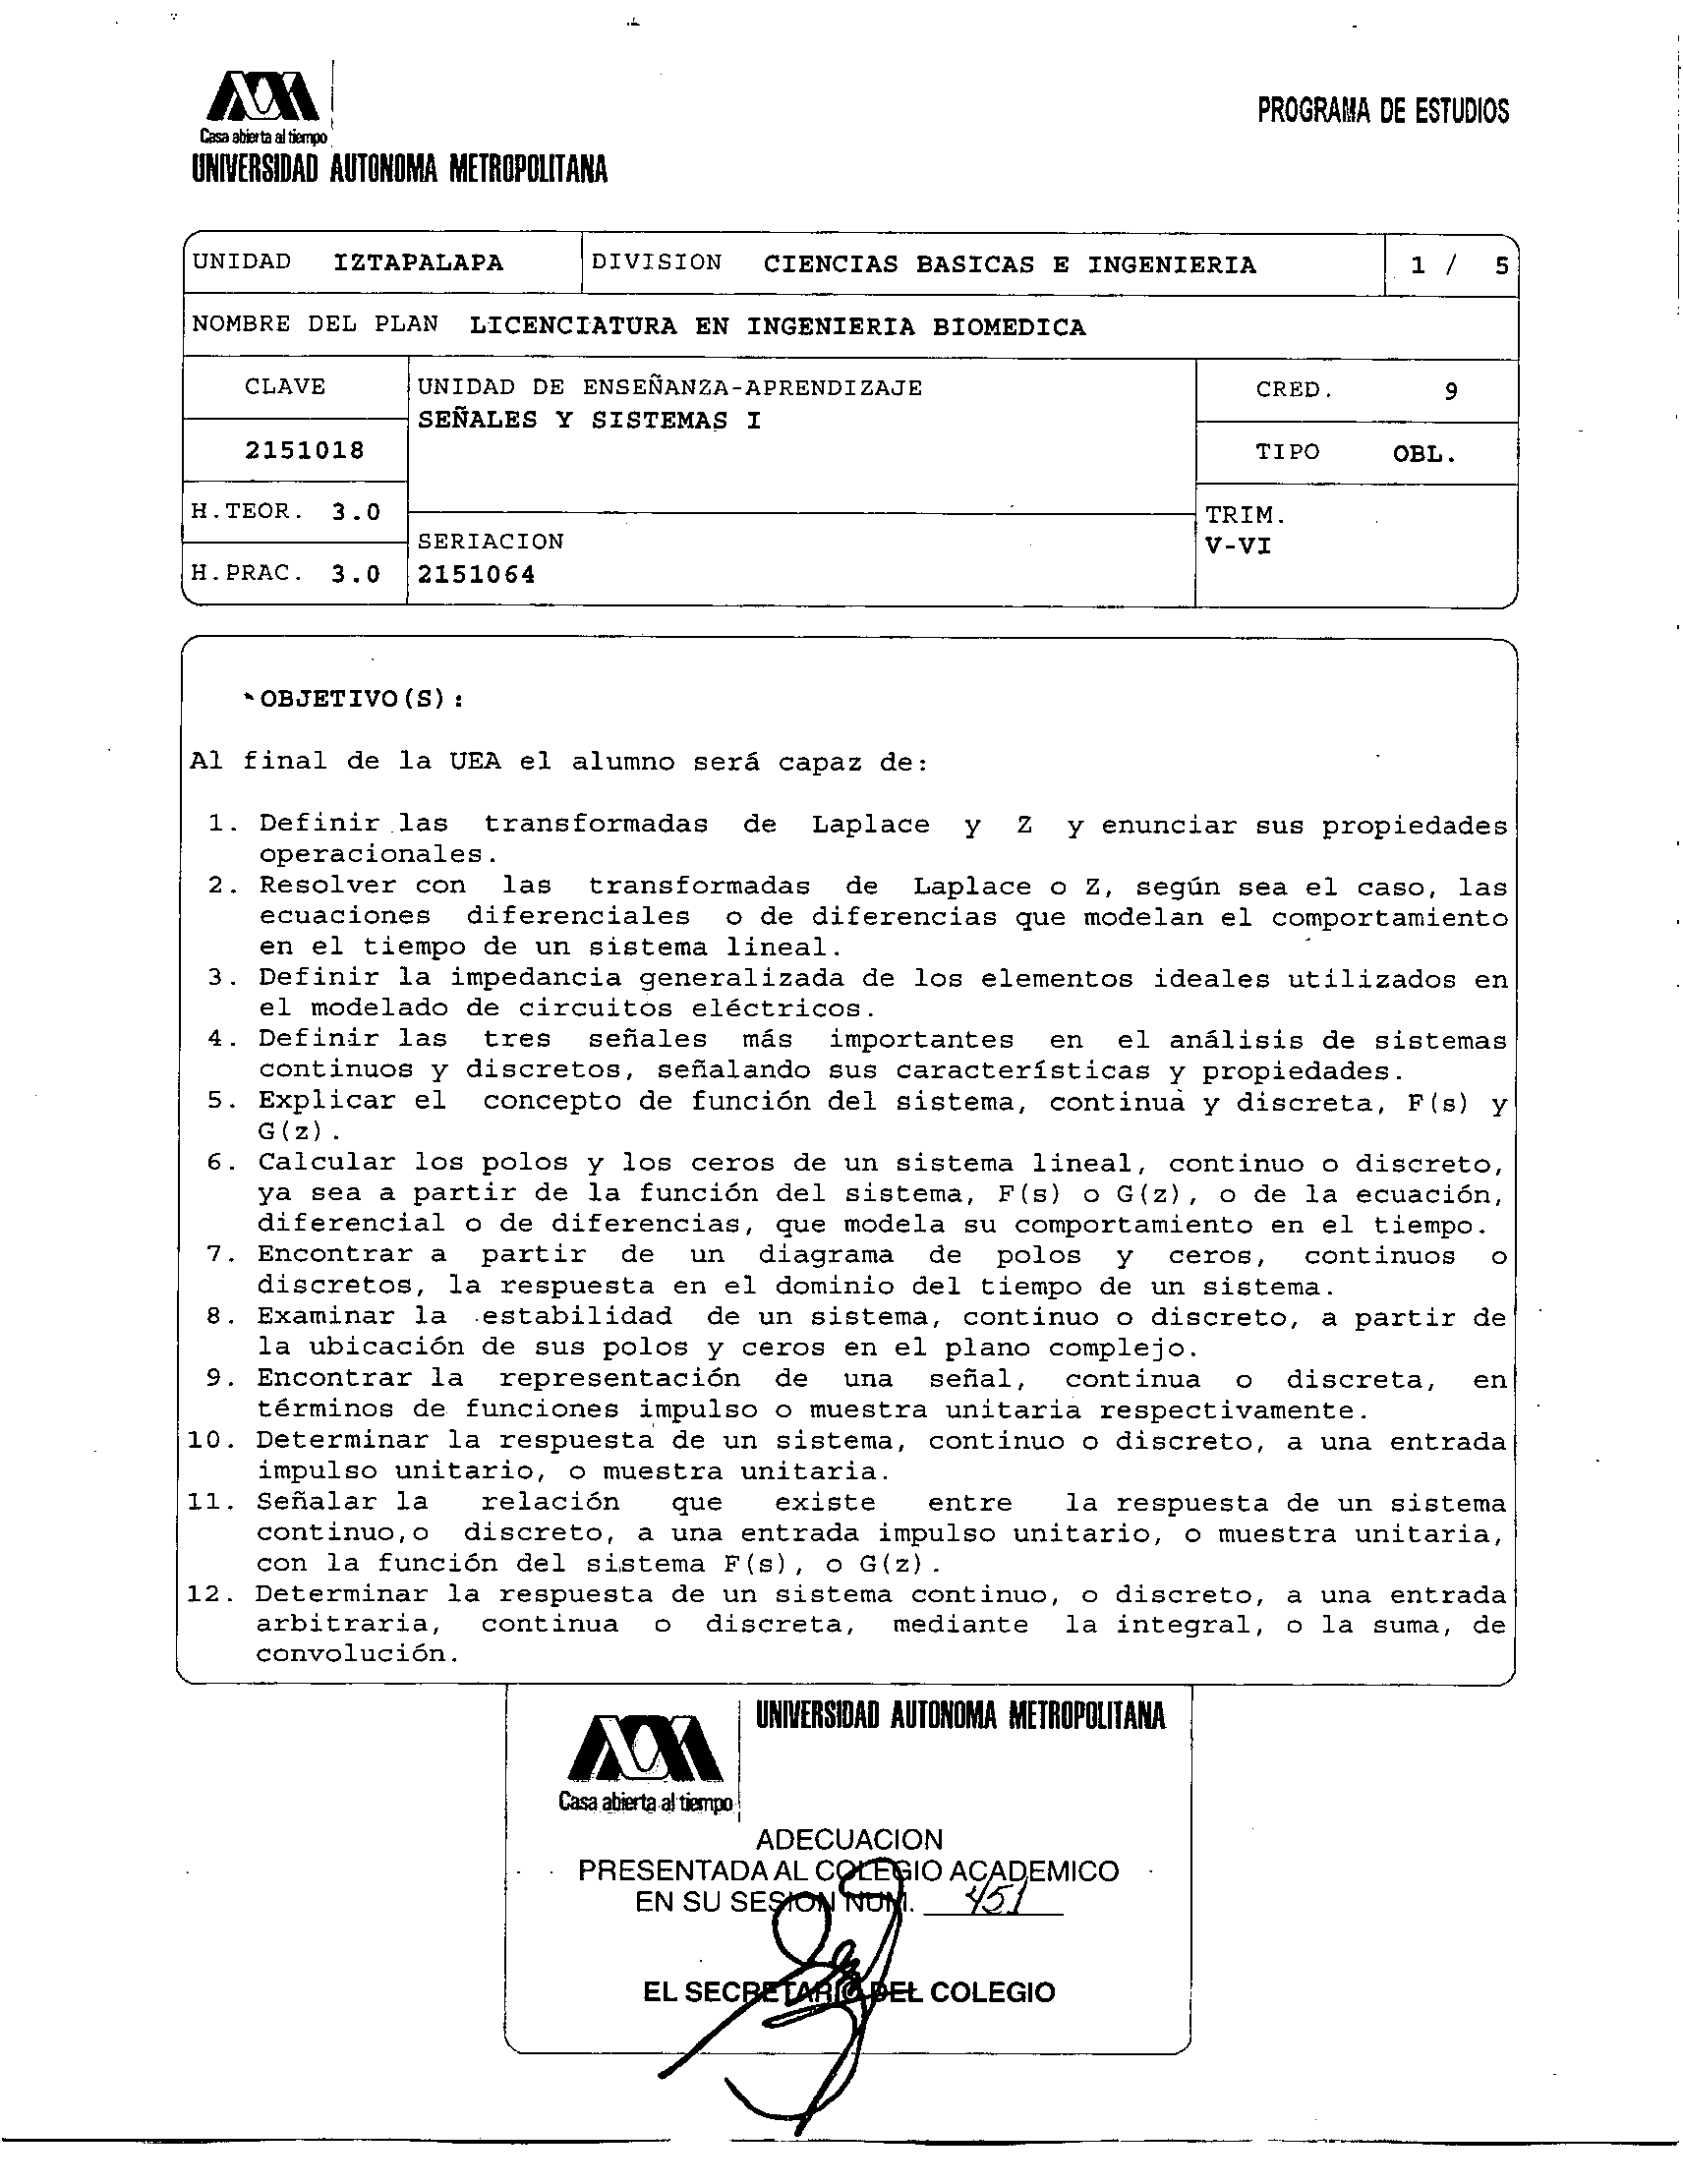 Casa abierta al tiempo
UNIVERSIDAD AUTONOMA METROPOLITANA
PROGRAMA DE ESTUDIOS
UNIDAD IZTAPALAPA DIVISION CIENCIAS BASICAS E INGENIERIA 1 / 5
NOMBRE DEL PLAN LICENCIATURA EN INGENIERIA BIOMEDICA
CLAVE
2151018
UNIDAD DE ENSEÑANZA-APRENDIZAJE
SEÑALES Y SISTEMAS I
CRED. 9
TIPO OBL.
H.TEOR. 3.0
H.PRAC. 3.0
SERIACION
2151064
TRIM.
V-VI
OBJETIVO(S):
Al final de la UEA el alumno será capaz de:
1. Definir las transformadas de Laplace y Z y enunciar sus propiedades
operacionales.
2. Resolver con las transformadas de Laplace o Z, según sea el caso, las
ecuaciones diferenciales o de diferencias que modelan el comportamiento
en el tiempo de un sistema lineal.
3. Definir la impedancia generalizada de los elementos ideales utilizados en
el modelado de circuitos eléctricos.
4. Definir las tres señales más importantes en el análisis de sistemas
continuos y discretos, señalando sus características y propiedades.
5. Explicar el concepto de función del sistema, continua y discreta, F(s) y
G(z).
6. Calcular los polos y los ceros de un sistema lineal, continuo o discreto,
ya sea a partir de la función del sistema, F(s) o G(z), o de la ecuación,
diferencial o de diferencias, que modela su comportamiento en el tiempo.
7. Encontrar a partir de un diagrama de polos y ceros, continuos o
discretos, la respuesta en el dominio del tiempo de un sistema.
8. Examinar la estabilidad de un sistema, continuo o discreto, a partir de
la ubicación de sus polos y ceros en el plano complejo.
9. Encontrar la representación de una señal, continua o discreta, en
términos de funciones impulso o muestra unitaria respectivamente.
10. Determinar la respuesta de un sistema, continuo o discreto, a una entrada
impulso unitario, o muestra unitaria.
11. Señalar la relación que existe entre la respuesta de un sistema
continuo,o discreto, a una entrada impulso unitario, o muestra unitaria,
con la función del sistema F(s), o G(z).
12. Determinar la respuesta de un sistema continuo, o discreto, a una entrada
arbitraria, continua o discreta, mediante la integral, o la suma, de
convolución.
Casa abierta al tiempo
UNIVERSIDAD AUTONOMA METROPOLITANA
ADECUACION
PRESENTADA AL COLEGIO ACADEMICO
EN SU SESION NUM. 451
EL SECRETARIO DEL COLEGIO